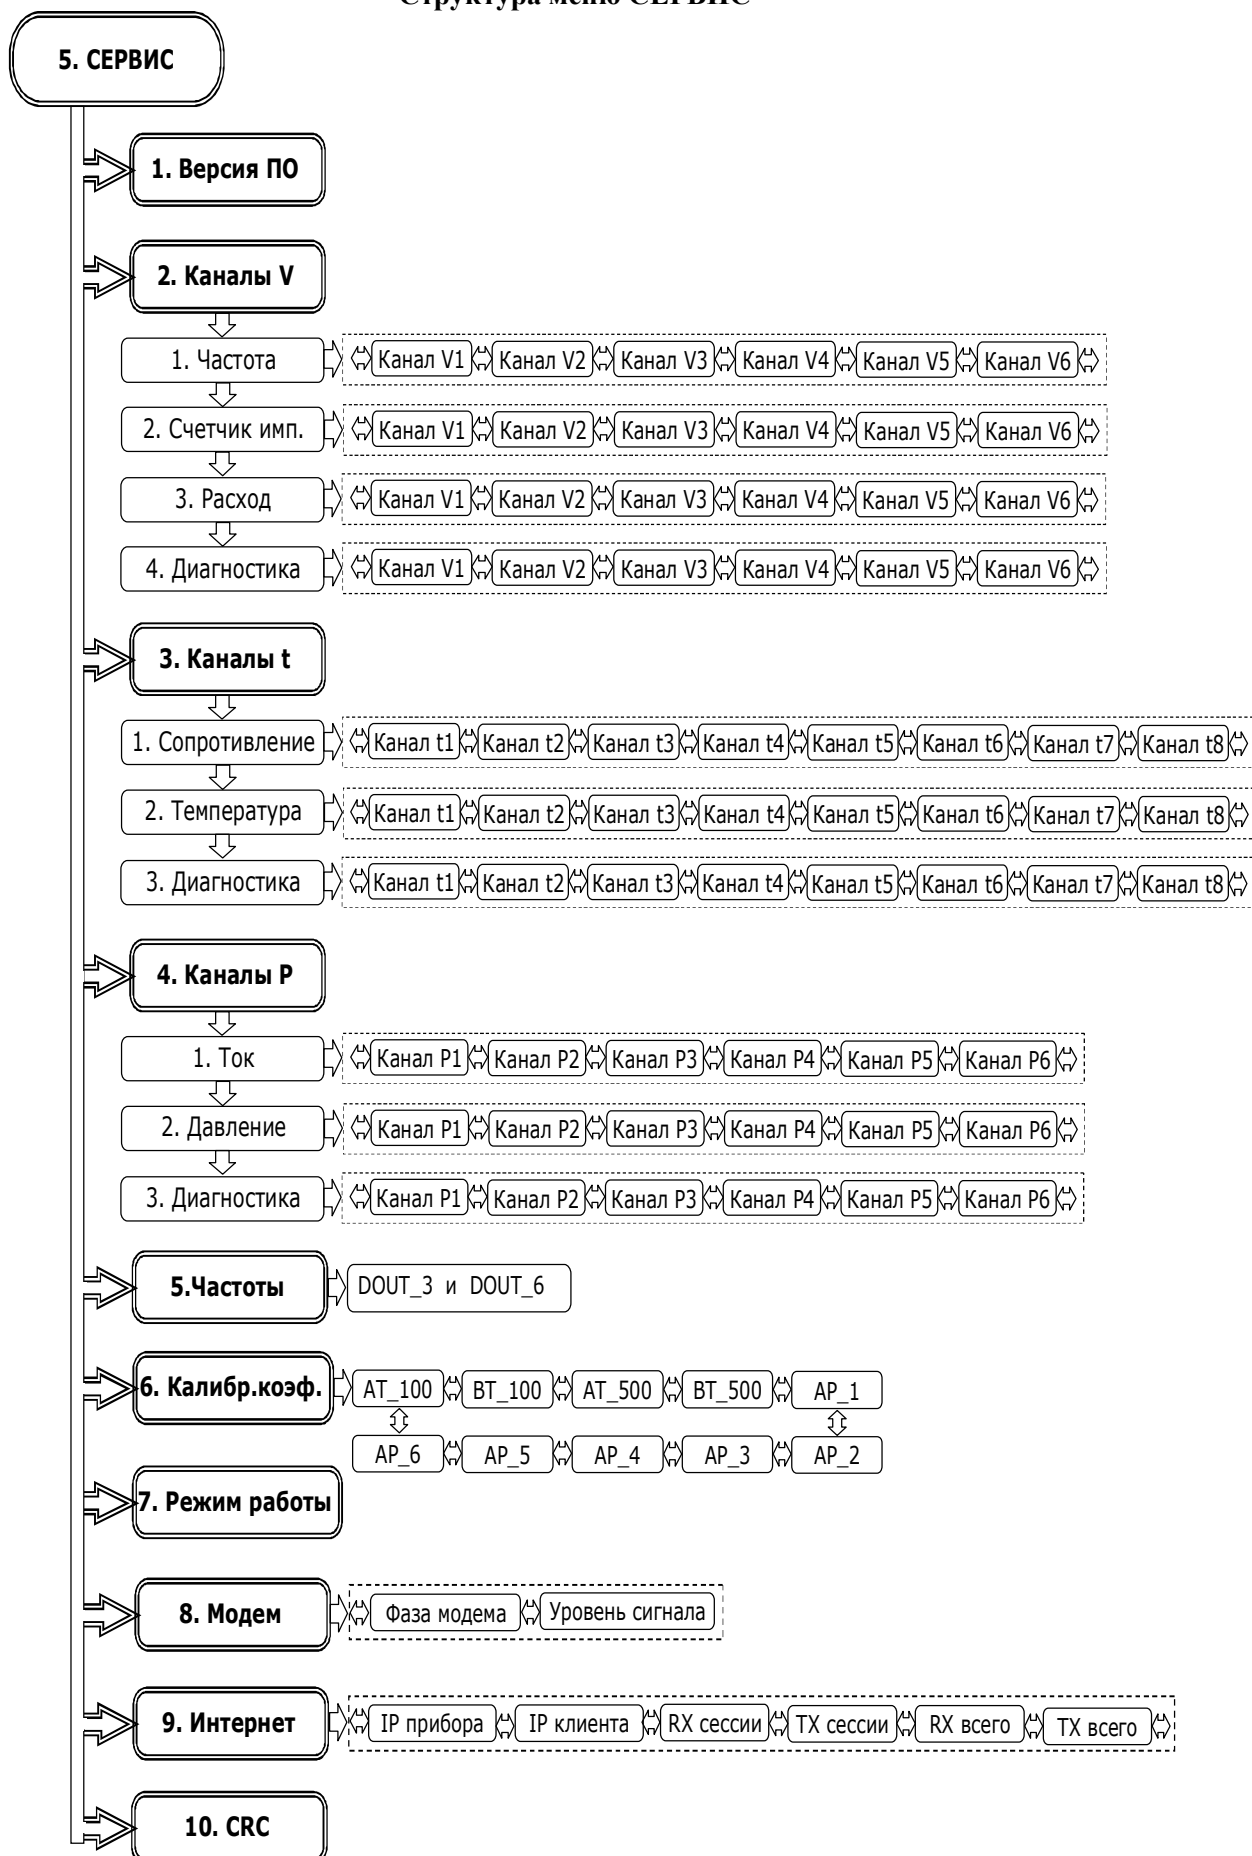 Структура меню СЕРВИС
5. СЕРВИС
1. Версия ПО
2. Каналы V
1. Частота Канал V1 Канал V2 Канал V3 Канал V4 Канал V5 Канал V6
2. Счетчик имп. Канал V1 Канал V2 Канал V3 Канал V4 Канал V5 Канал V6
3. Расход Канал V1 Канал V2 Канал V3 Канал V4 Канал V5 Канал V6
4. Диагностика Канал V1 Канал V2 Канал V3 Канал V4 Канал V5 Канал V6
3. Каналы t
1. Сопротивление Канал t1 Канал t2 Канал t3 Канал t4 Канал t5 Канал t6 Канал t7 Канал t8
2. Температура Канал t1 Канал t2 Канал t3 Канал t4 Канал t5 Канал t6 Канал t7 Канал t8
3. Диагностика Канал t1 Канал t2 Канал t3 Канал t4 Канал t5 Канал t6 Канал t7 Канал t8
4. Каналы P
1. Ток Канал P1 Канал P2 Канал P3 Канал P4 Канал P5 Канал P6
2. Давление Канал P1 Канал P2 Канал P3 Канал P4 Канал P5 Канал P6
3. Диагностика Канал P1 Канал P2 Канал P3 Канал P4 Канал P5 Канал P6
5.Частоты DOUT_3 и DOUT_6
6. Калибр.коэф. AT_100 BT_100 AT_500 BT_500 AP_1
AP_6 AP_5 AP_4 AP_3 AP_2
7. Режим работы
8. Модем Фаза модема Уровень сигнала
9. Интернет IP прибора IP клиента RX сессии TX сессии RX всего TX всего
10. CRC